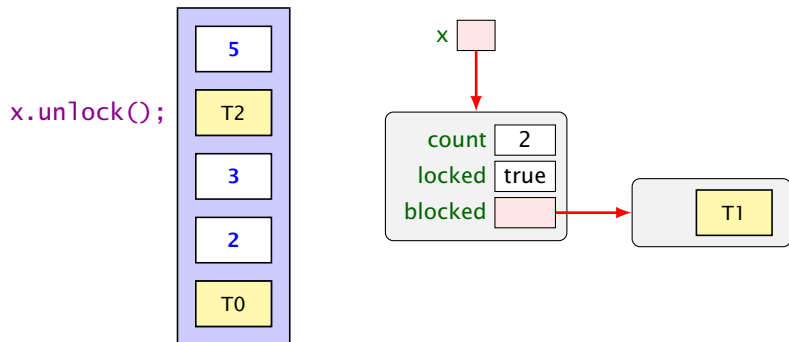 5
x.unlock();
T2
3
2
T0
x
count 2
locked true
blocked
T1